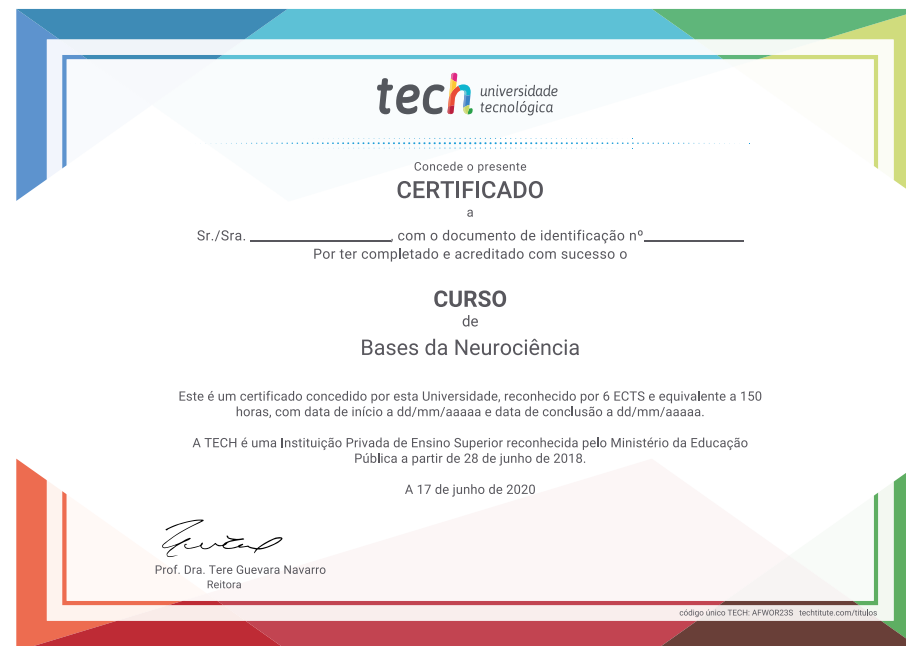 tech universidade
tecnológica
Concede o presente
CERTIFICADO
a
Sr./Sra. ________________, com o documento de identificação nº____________
Por ter completado e acreditado com sucesso o
CURSO
de
Bases da Neurociência
Este é um certificado concedido por esta Universidade, reconhecido por 6 ECTS e equivalente a 150
horas, com data de início a dd/mm/aaaaa e data de conclusão a dd/mm/aaaaa.
A TECH é uma Instituição Privada de Ensino Superior reconhecida pelo Ministério da Educação
Pública a partir de 28 de junho de 2018.
A 17 de junho de 2020
Prof. Dra. Tere Guevara Navarro
Reitora
código único TECH: AFWOR23S techtitute.com/titulos